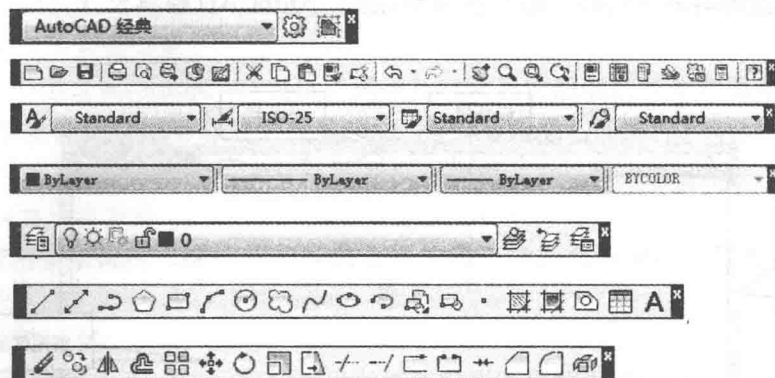 AutoCAD 经典
Standard ISO-25 Standard Standard
ByLayer ByLayer ByLayer BYCOLOR
0
A